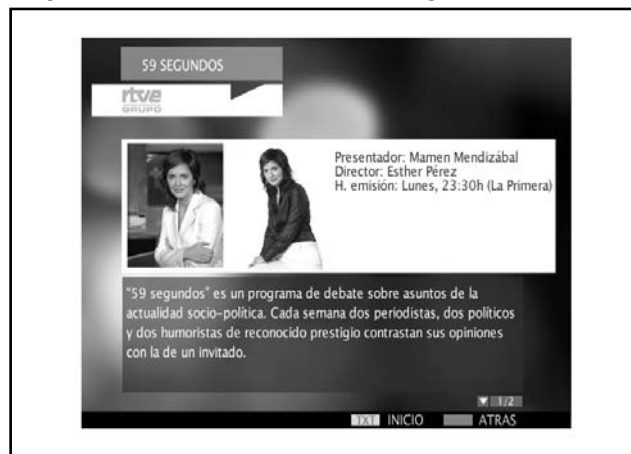 59 SEGUNDOS
rtve
GRUPO
Presentador: Mamen Mendizábal
Director: Esther Pérez
H. emisión: Lunes, 23:30h (La Primera)
"59 segundos" es un programa de debate sobre asuntos de la
actualidad socio-política. Cada semana dos periodistas, dos políticos
y dos humoristas de reconocido prestigio contrastan sus opiniones
con la de un invitado.
1/2
TXT INICIO ATRAS